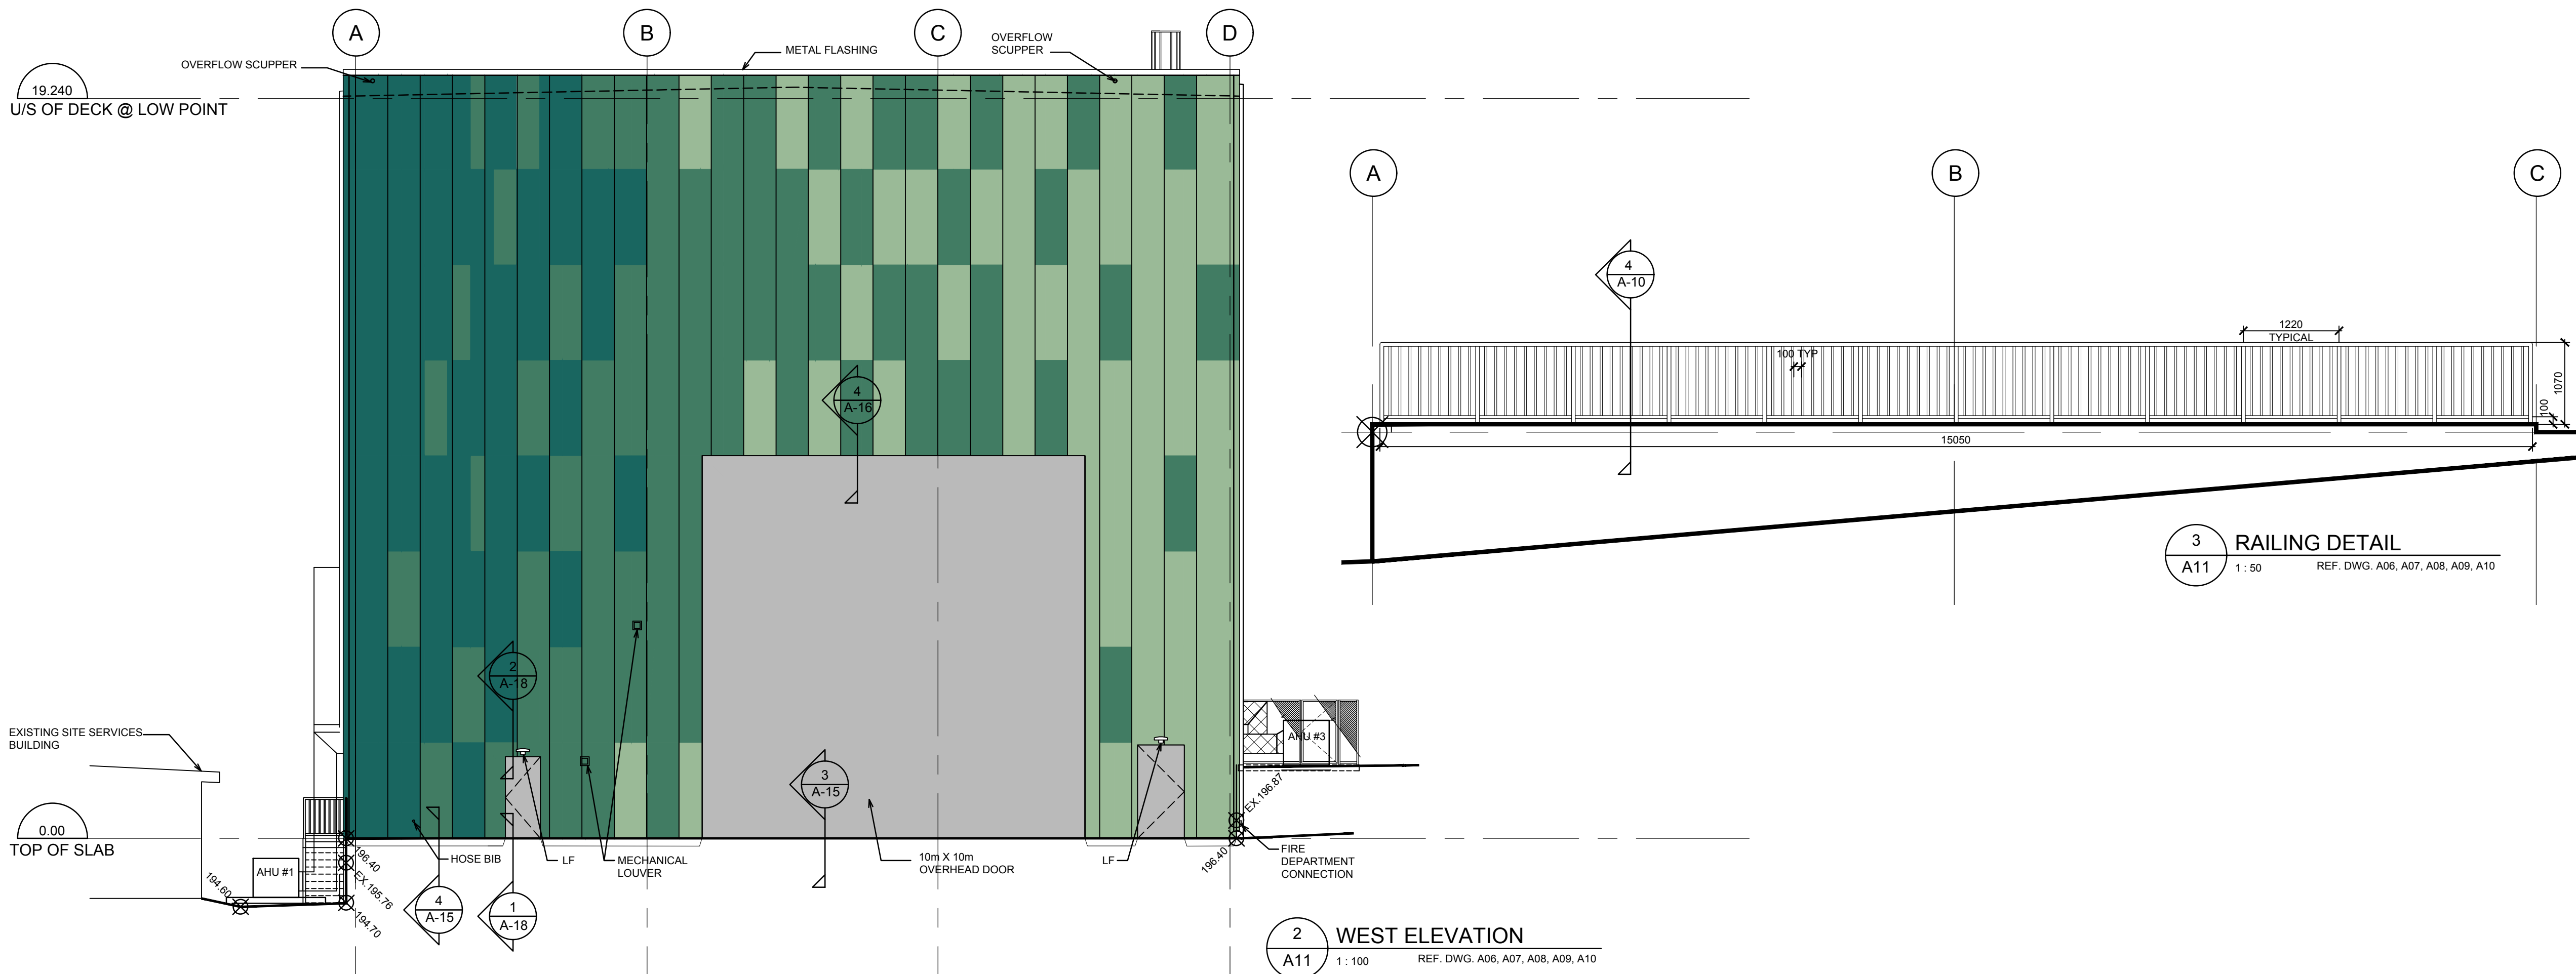 A
B
C
D
OVERFLOW SCUPPER
METAL FLASHING
OVERFLOW
SCUPPER
19.240
U/S OF DECK @ LOW POINT
4
A-16
2
A-18
3
A-15
EXISTING SITE SERVICES
BUILDING
0.00
TOP OF SLAB
AHU #1
194.60
196.40
EX.195.76
194.70
HOSE BIB
4
A-15
1
A-18
LF
MECHANICAL
LOUVER
10m X 10m
OVERHEAD DOOR
LF
196.40
EX.196.87
AHU #3
FIRE
DEPARTMENT
CONNECTION
2
A11
WEST ELEVATION
1 : 100
REF. DWG. A06, A07, A08, A09, A10
A
B
C
4
A-10
1220
TYPICAL
100 TYP
1070
100
15050
3
A11
RAILING DETAIL
1 : 50
REF. DWG. A06, A07, A08, A09, A10